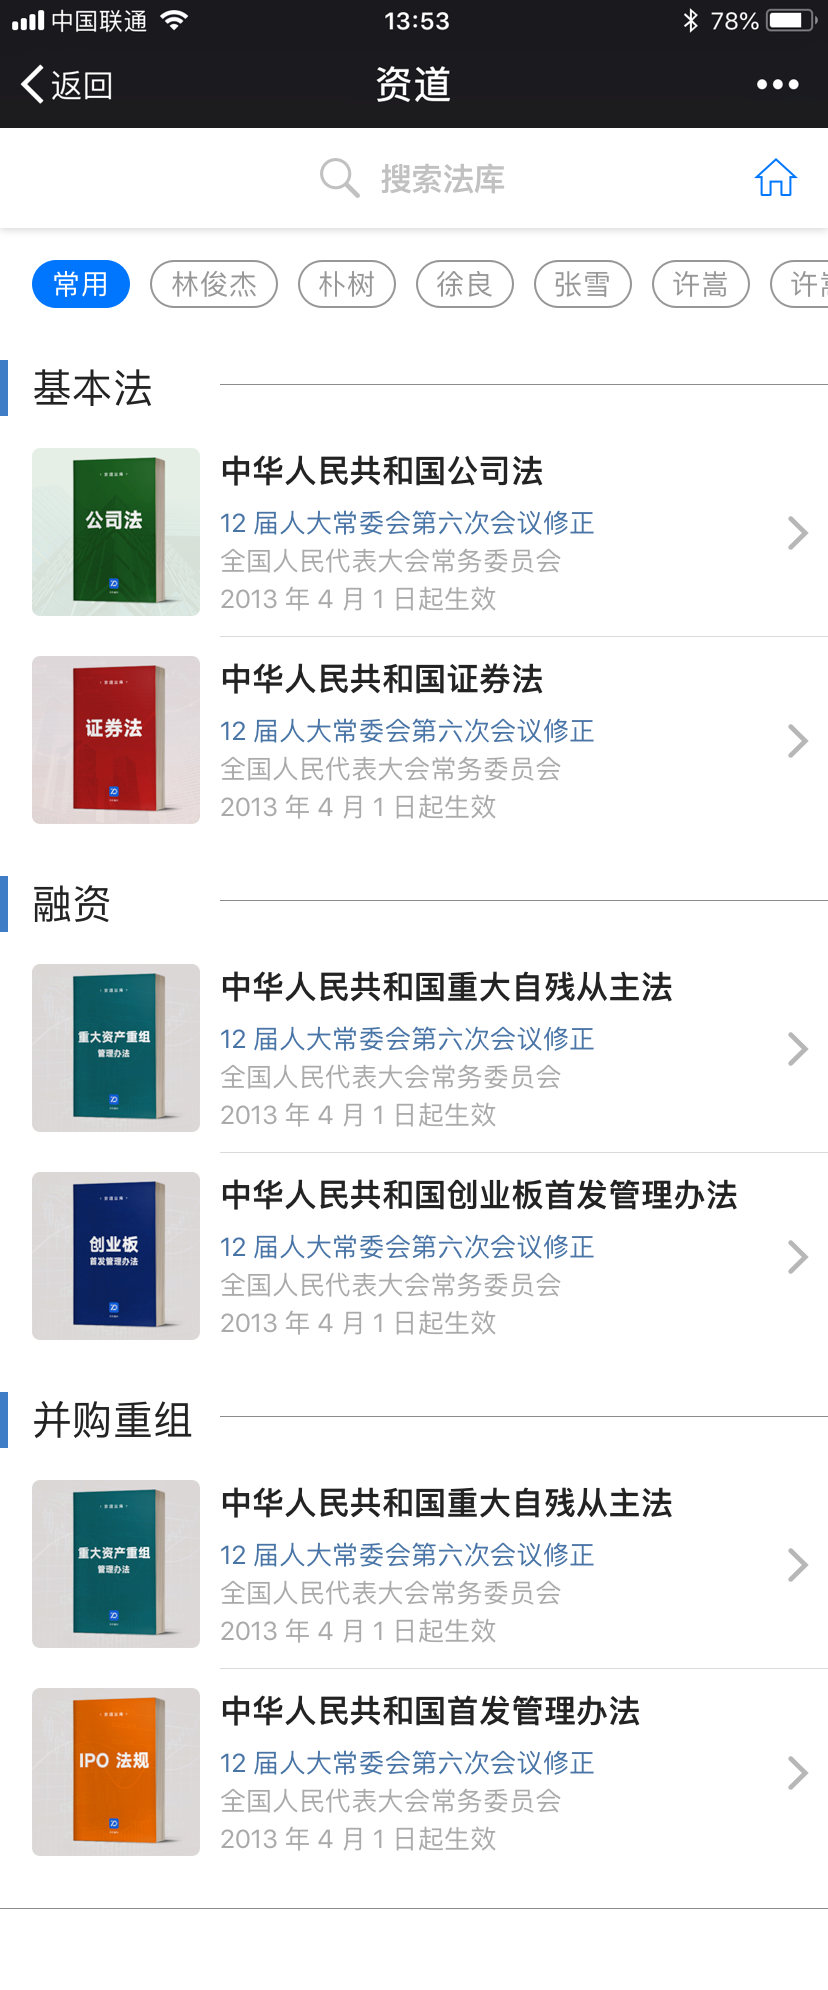 中国联通
13:53
78%
返回
资道
搜索法库
常用
林俊杰
朴树
徐良
张雪
许嵩
许嵩
基本法
公司法
中华人民共和国公司法
12 届人大常委会第六次会议修正
全国人民代表大会常务委员会
2013 年 4 月 1 日起生效
证券法
中华人民共和国证券法
12 届人大常委会第六次会议修正
全国人民代表大会常务委员会
2013 年 4 月 1 日起生效
融资
重大资产重组
管理办法
中华人民共和国重大自残从主法
12 届人大常委会第六次会议修正
全国人民代表大会常务委员会
2013 年 4 月 1 日起生效
创业板
首发管理办法
中华人民共和国创业板首发管理办法
12 届人大常委会第六次会议修正
全国人民代表大会常务委员会
2013 年 4 月 1 日起生效
并购重组
重大资产重组
管理办法
中华人民共和国重大自残从主法
12 届人大常委会第六次会议修正
全国人民代表大会常务委员会
2013 年 4 月 1 日起生效
IPO 法规
中华人民共和国首发管理办法
12 届人大常委会第六次会议修正
全国人民代表大会常务委员会
2013 年 4 月 1 日起生效